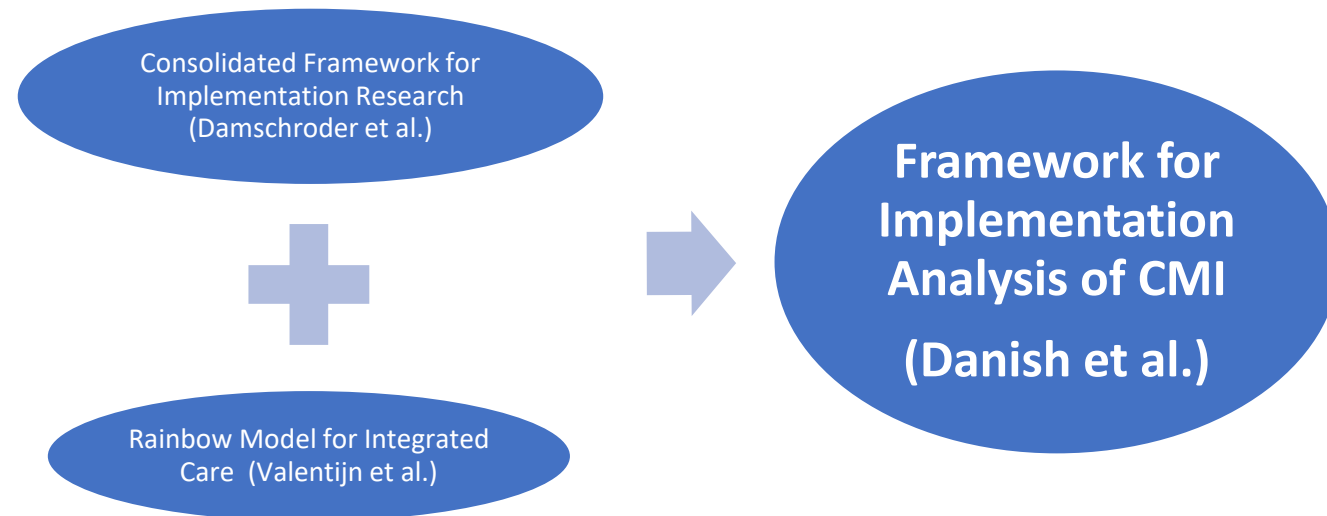 Consolidated Framework for
Implementation Research
(Damschroder et al.)
Rainbow Model for Integrated
Care (Valentijn et al.)
Framework for
Implementation
Analysis of CMI
(Danish et al.)